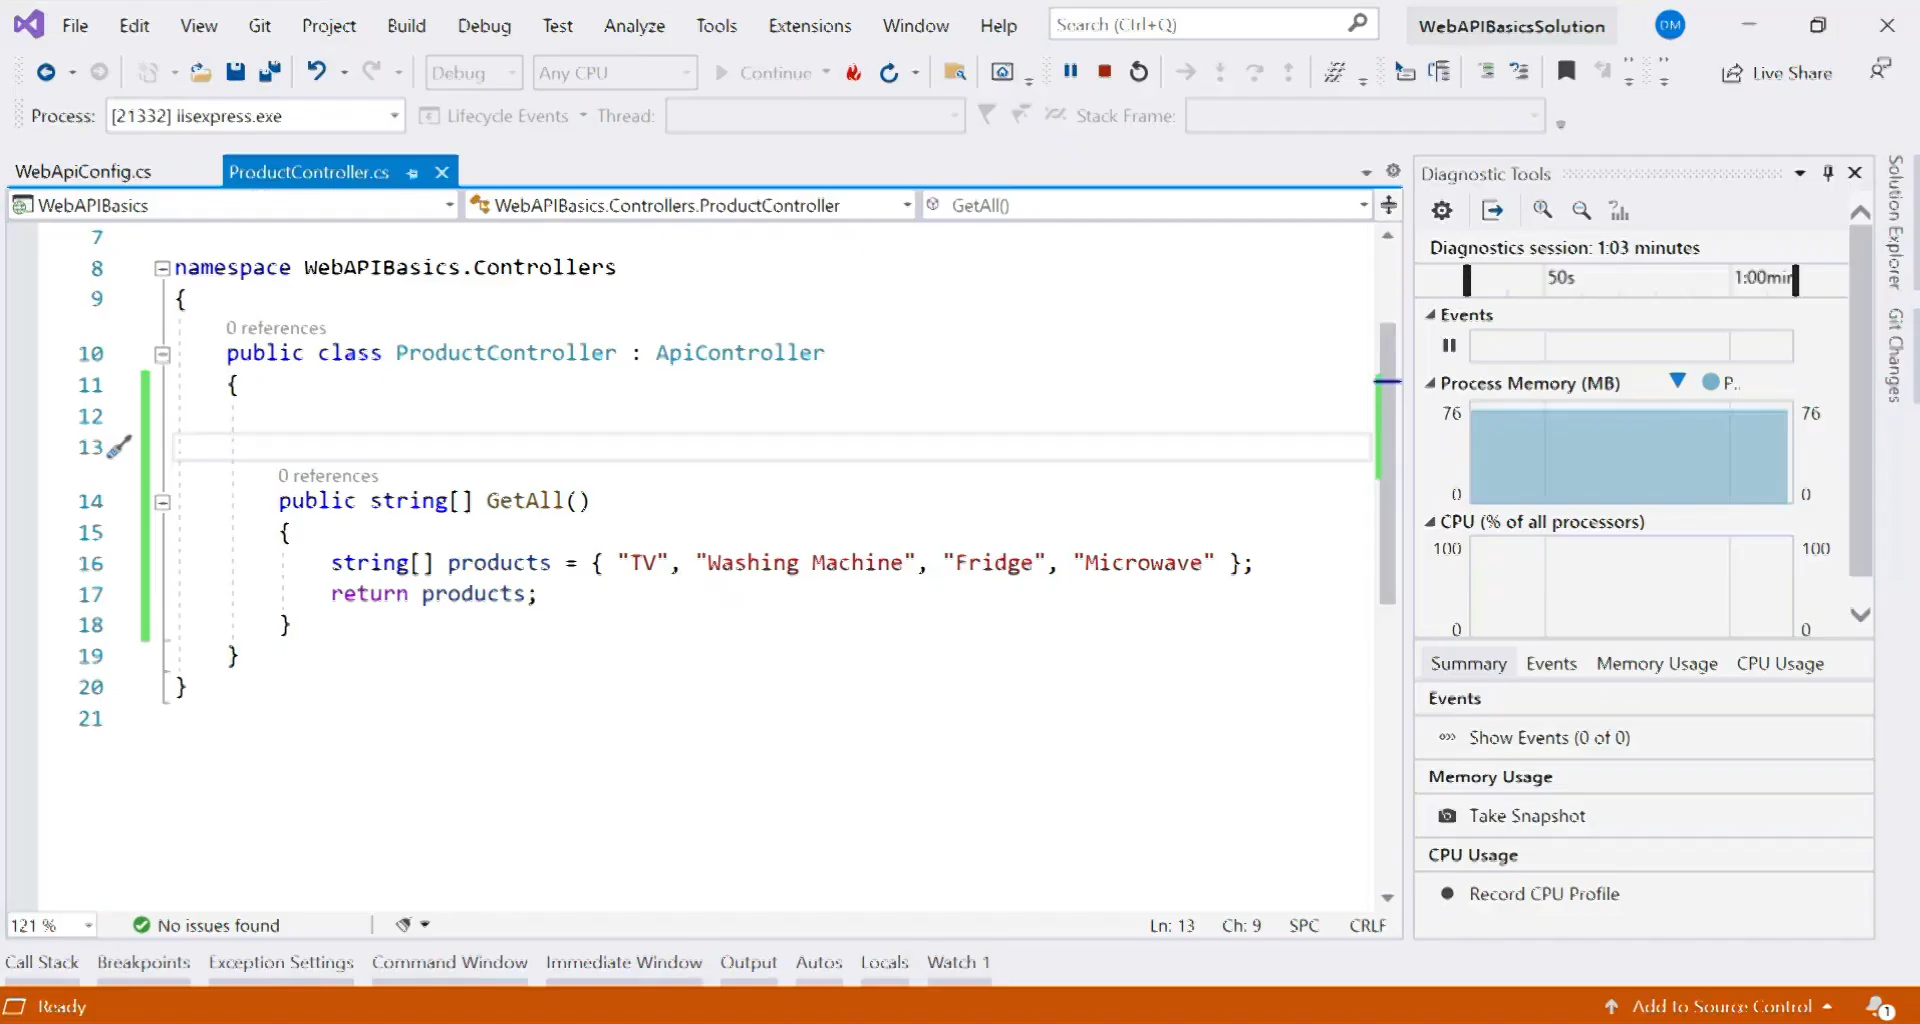 File Edit View Git Project Build Debug Test Analyze Tools Extensions Window Help Search (Ctrl+Q) WebAPIBasicsSolution DM
Debug Any CPU Continue Live Share
Process: [21332] iisexpress.exe Lifecycle Events Thread: Stack Frame:
WebApiConfig.cs ProductController.cs
WebAPIBasics WebAPIBasics.Controllers.ProductController GetAll()
7
8 namespace WebAPIBasics.Controllers
9 {
0 references
10 public class ProductController : ApiController
11 {
12
13
0 references
14 public string[] GetAll()
15 {
16 string[] products = { "TV", "Washing Machine", "Fridge", "Microwave" };
17 return products;
18 }
19 }
20 }
21
121 % No issues found Ln: 13 Ch: 9 SPC CRLF
Diagnostic Tools
Diagnostics session: 1:03 minutes
50s 1:00min
Events
Process Memory (MB) P..
76 76
0 0
CPU (% of all processors)
100 100
0 0
Summary Events Memory Usage CPU Usage
Events
Show Events (0 of 0)
Memory Usage
Take Snapshot
CPU Usage
Record CPU Profile
Solution Explorer
Git Changes
Call Stack Breakpoints Exception Settings Command Window Immediate Window Output Autos Locals Watch 1
Ready Add to Source Control 1